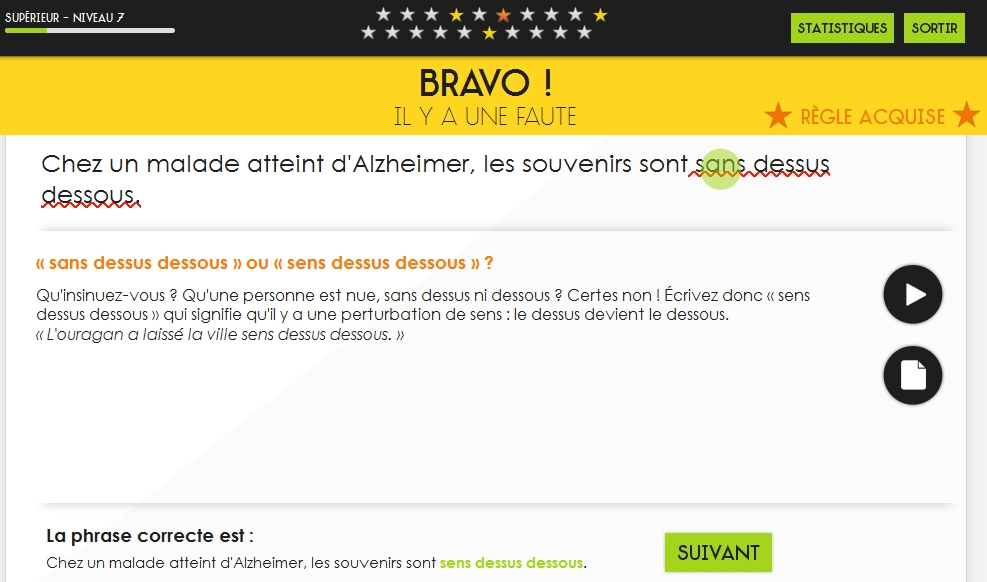 SUPÉRIEUR – NIVEAU 7
STATISTIQUES
SORTIR
BRAVO !
IL Y A UNE FAUTE
RÈGLE ACQUISE
Chez un malade atteint d'Alzheimer, les souvenirs sont sans dessus
dessous.
« sans dessus dessous » ou « sens dessus dessous » ?
Qu'insinuez-vous ? Qu'une personne est nue, sans dessus ni dessous ? Certes non ! Écrivez donc « sens
dessus dessous » qui signifie qu'il y a une perturbation de sens : le dessus devient le dessous.
« L'ouragan a laissé la ville sens dessus dessous. »
La phrase correcte est :
Chez un malade atteint d'Alzheimer, les souvenirs sont sens dessus dessous.
SUIVANT